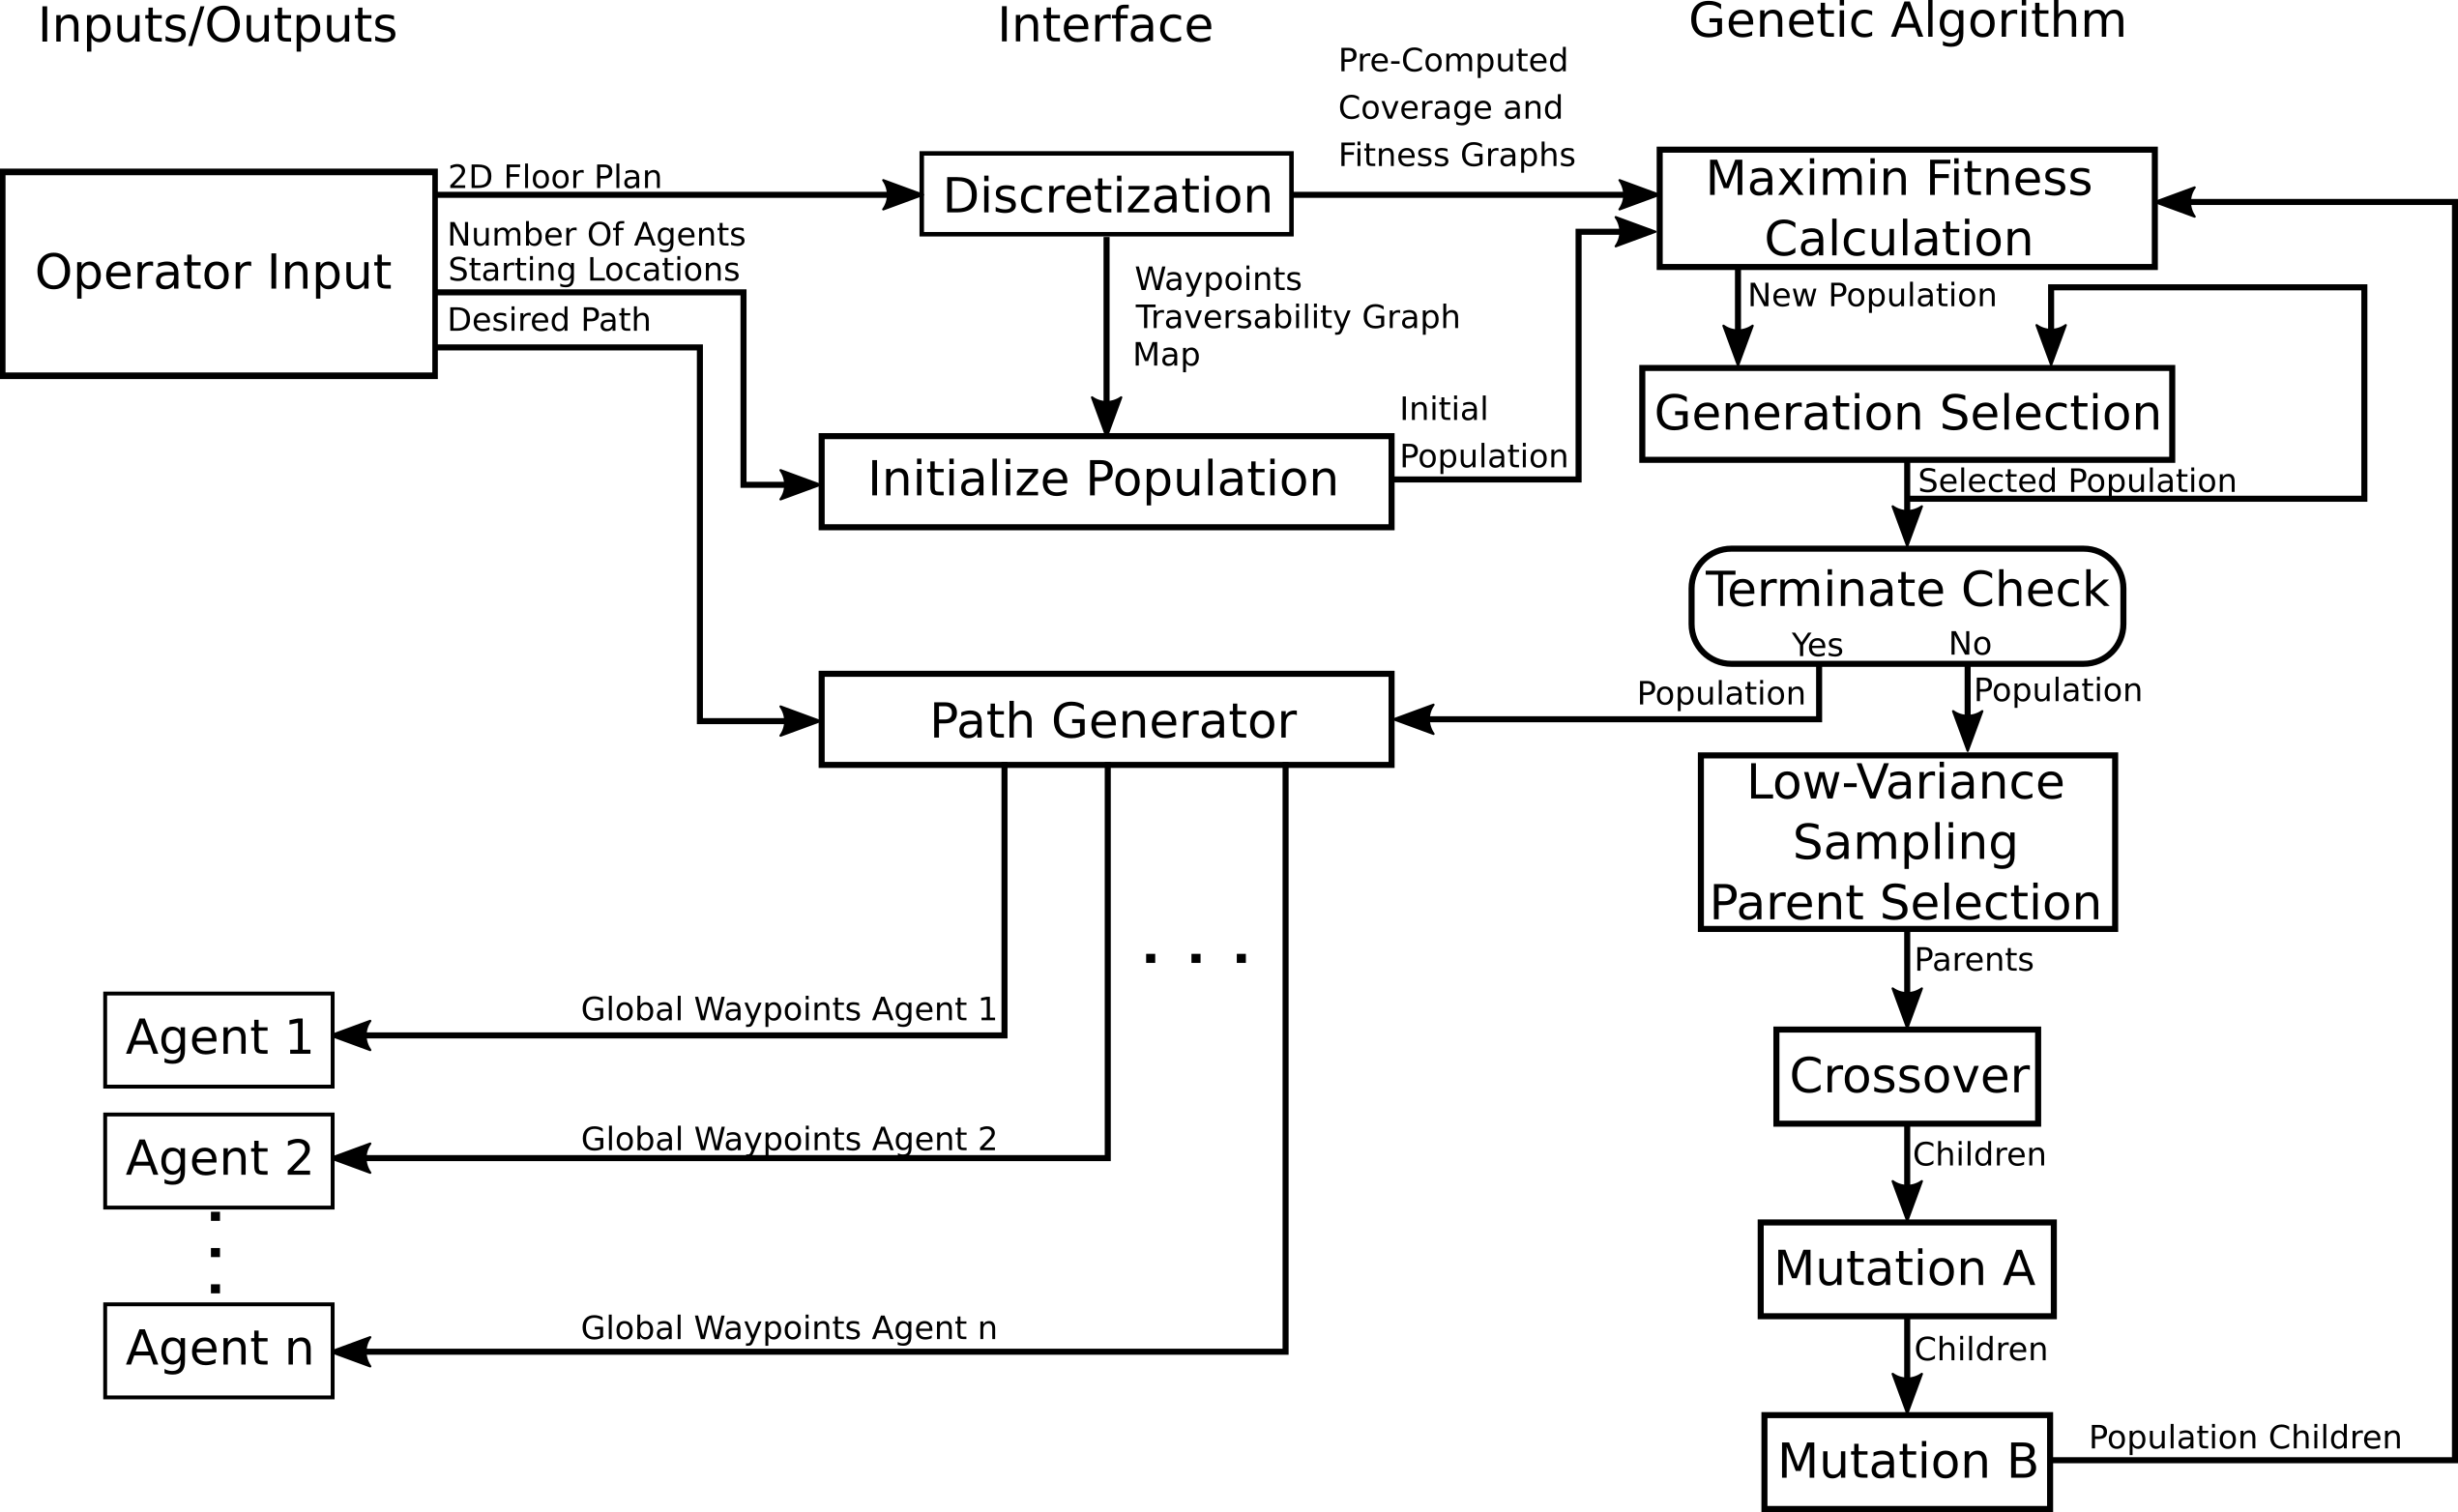 Inputs/Outputs
Interface
Genetic Algorithm
Pre-Computed
Coverage and
Fitness Graphs
2D Floor Plan
Number Of Agents
Starting Locations
Desired Path
Operator Input
Discretization
Maximin Fitness
Calculation
Waypoints
Traversability Graph
Map
New Population
Initial
Population
Generation Selection
Initialize Population
Selected Population
Terminate Check
Yes
No
Population
Population
Path Generator
Low-Variance
Sampling
Parent Selection
. . .
Parents
Global Waypoints Agent 1
Agent 1
Crossover
Global Waypoints Agent 2
Agent 2
Children
.
.
.
Mutation A
Global Waypoints Agent n
Agent n
Children
Population Children
Mutation B